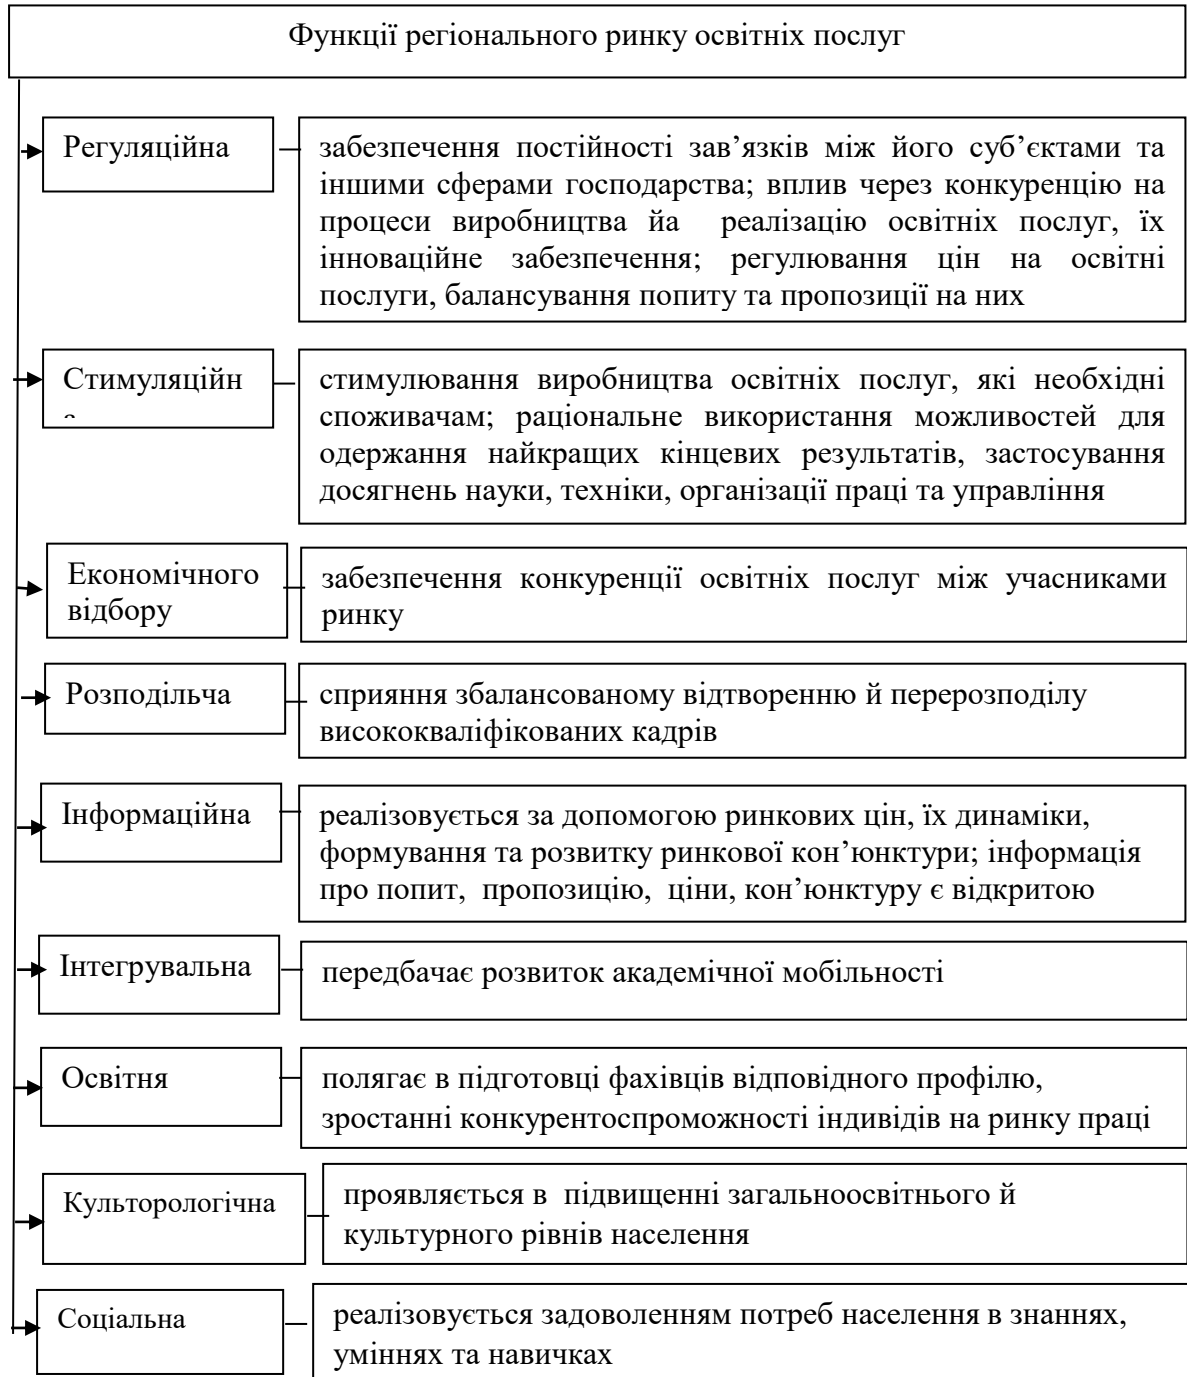 Функції регіонального ринку освітніх послуг
Регуляційна
забезпечення постійності зав’язків між його суб’єктами та
іншими сферами господарства; вплив через конкуренцію на
процеси виробництва йа реалізацію освітніх послуг, їх
інноваційне забезпечення; регулювання цін на освітні
послуги, балансування попиту та пропозиції на них
Стимуляційн
стимулювання виробництва освітніх послуг, які необхідні
споживачам; раціональне використання можливостей для
одержання найкращих кінцевих результатів, застосування
досягнень науки, техніки, організації праці та управління
Економічного
відбору
забезпечення конкуренції освітніх послуг між учасниками
ринку
Розподільча
сприяння збалансованому відтворенню й перерозподілу
висококваліфікованих кадрів
Інформаційна
реалізовується за допомогою ринкових цін, їх динаміки,
формування та розвитку ринкової кон’юнктури; інформація
про попит, пропозицію, ціни, кон’юнктуру є відкритою
Інтегрувальна
передбачає розвиток академічної мобільності
Освітня
полягає в підготовці фахівців відповідного профілю,
зростанні конкурентоспроможності індивідів на ринку праці
Культорологічна
проявляється в підвищенні загальноосвітнього й
культурного рівнів населення
Соціальна
реалізовується задоволенням потреб населення в знаннях,
уміннях та навичках